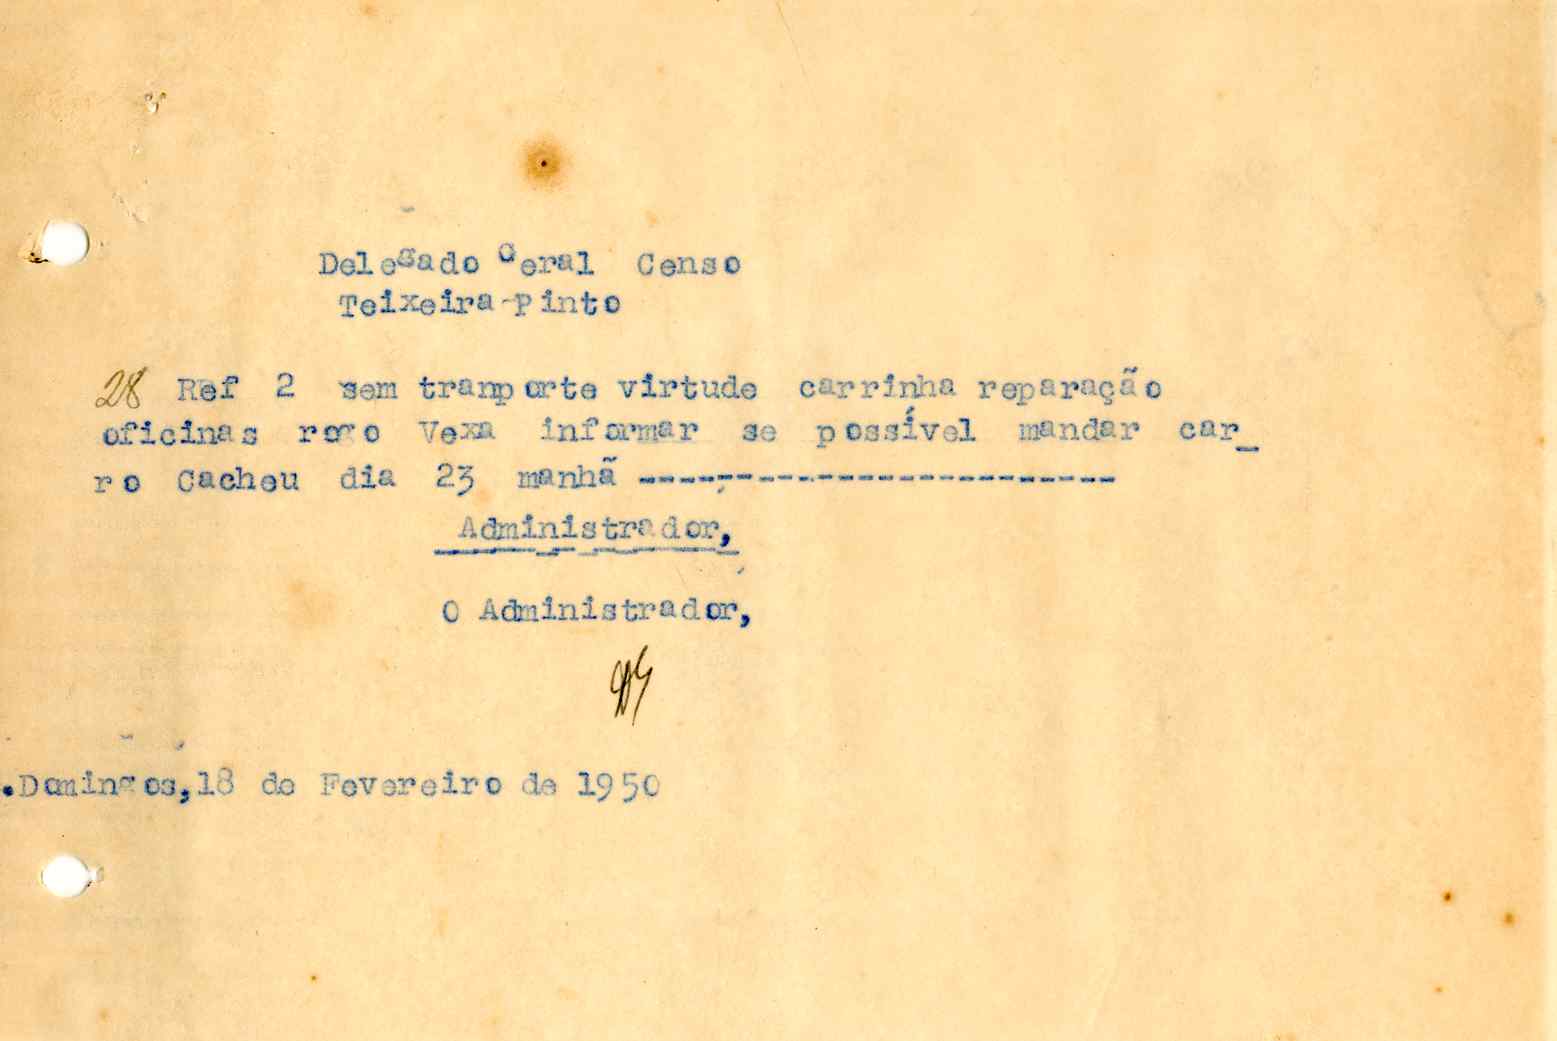 Delegado Geral Censo
Teixeira-Pinto
28 Ref 2 sem tranporte virtude carrinha reparação
oficinas rogo Vexa informar se possível mandar car_
ro Cacheu dia 23 manhã -------------------------
Administrador,
O Administrador,
.Domingos,18 de Fevereiro de 1950